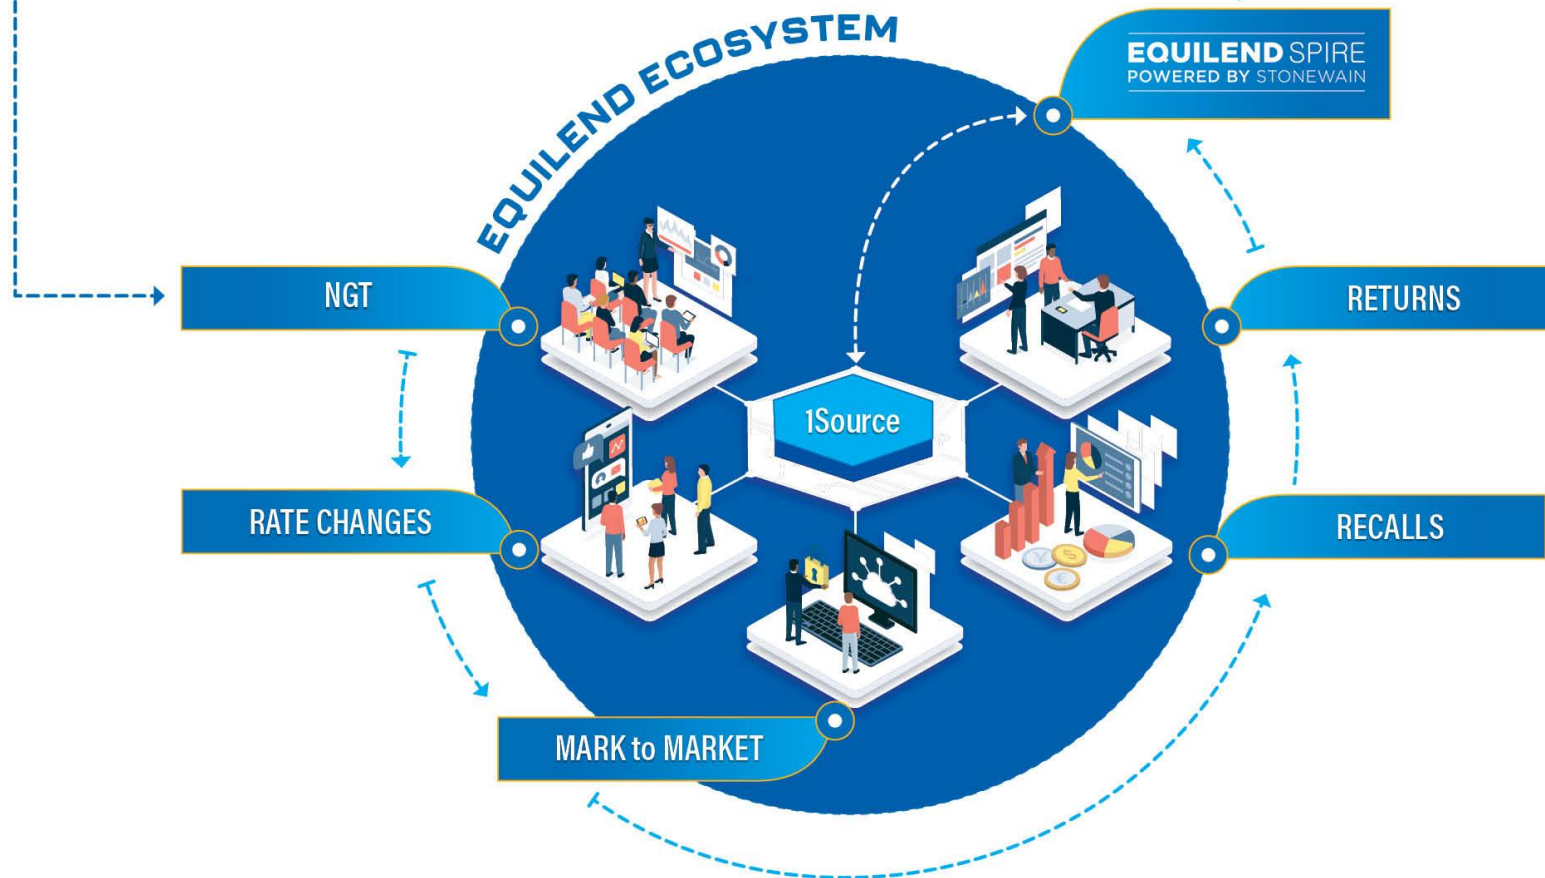 EQUILEND ECOSYSTEM
EQUILEND SPIRE
POWERED BY STONEWAIN
NGT
RETURNS
1Source
RATE CHANGES
RECALLS
MARK to MARKET